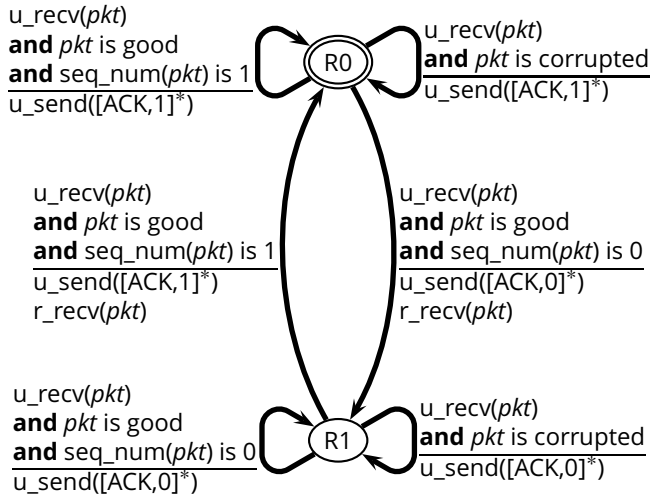 u_recv(pkt)
and pkt is good
and seq_num(pkt) is 1
u_send([ACK,1]*)
R0
u_recv(pkt)
and pkt is corrupted
u_send([ACK,1]*)
u_recv(pkt)
and pkt is good
and seq_num(pkt) is 1
u_send([ACK,1]*)
r_recv(pkt)
u_recv(pkt)
and pkt is good
and seq_num(pkt) is 0
u_send([ACK,0]*)
r_recv(pkt)
u_recv(pkt)
and pkt is good
and seq_num(pkt) is 0
u_send([ACK,0]*)
R1
u_recv(pkt)
and pkt is corrupted
u_send([ACK,0]*)